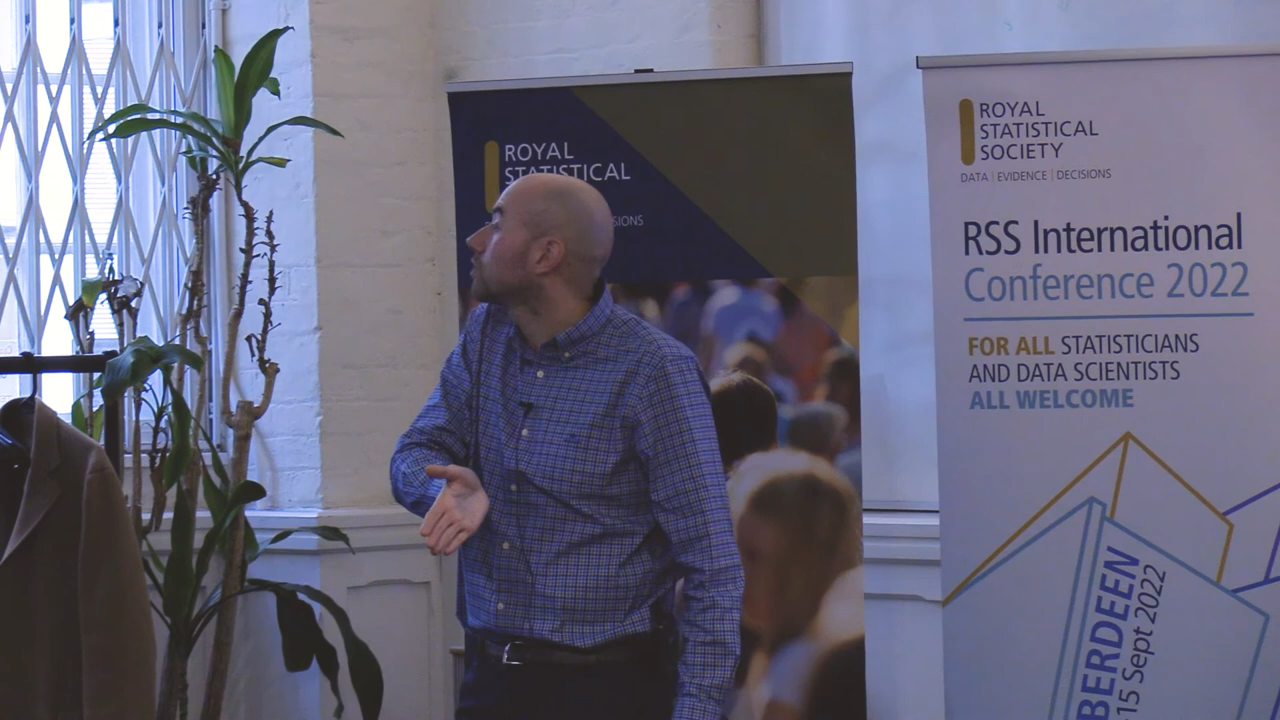 ROYAL
STATISTICAL
ROYAL
STATISTICAL
SOCIETY
DATA | EVIDENCE | DECISIONS
RSS International
Conference 2022
FOR ALL STATISTICIANS
AND DATA SCIENTISTS
ALL WELCOME
BERDEEN
15 Sept 2022